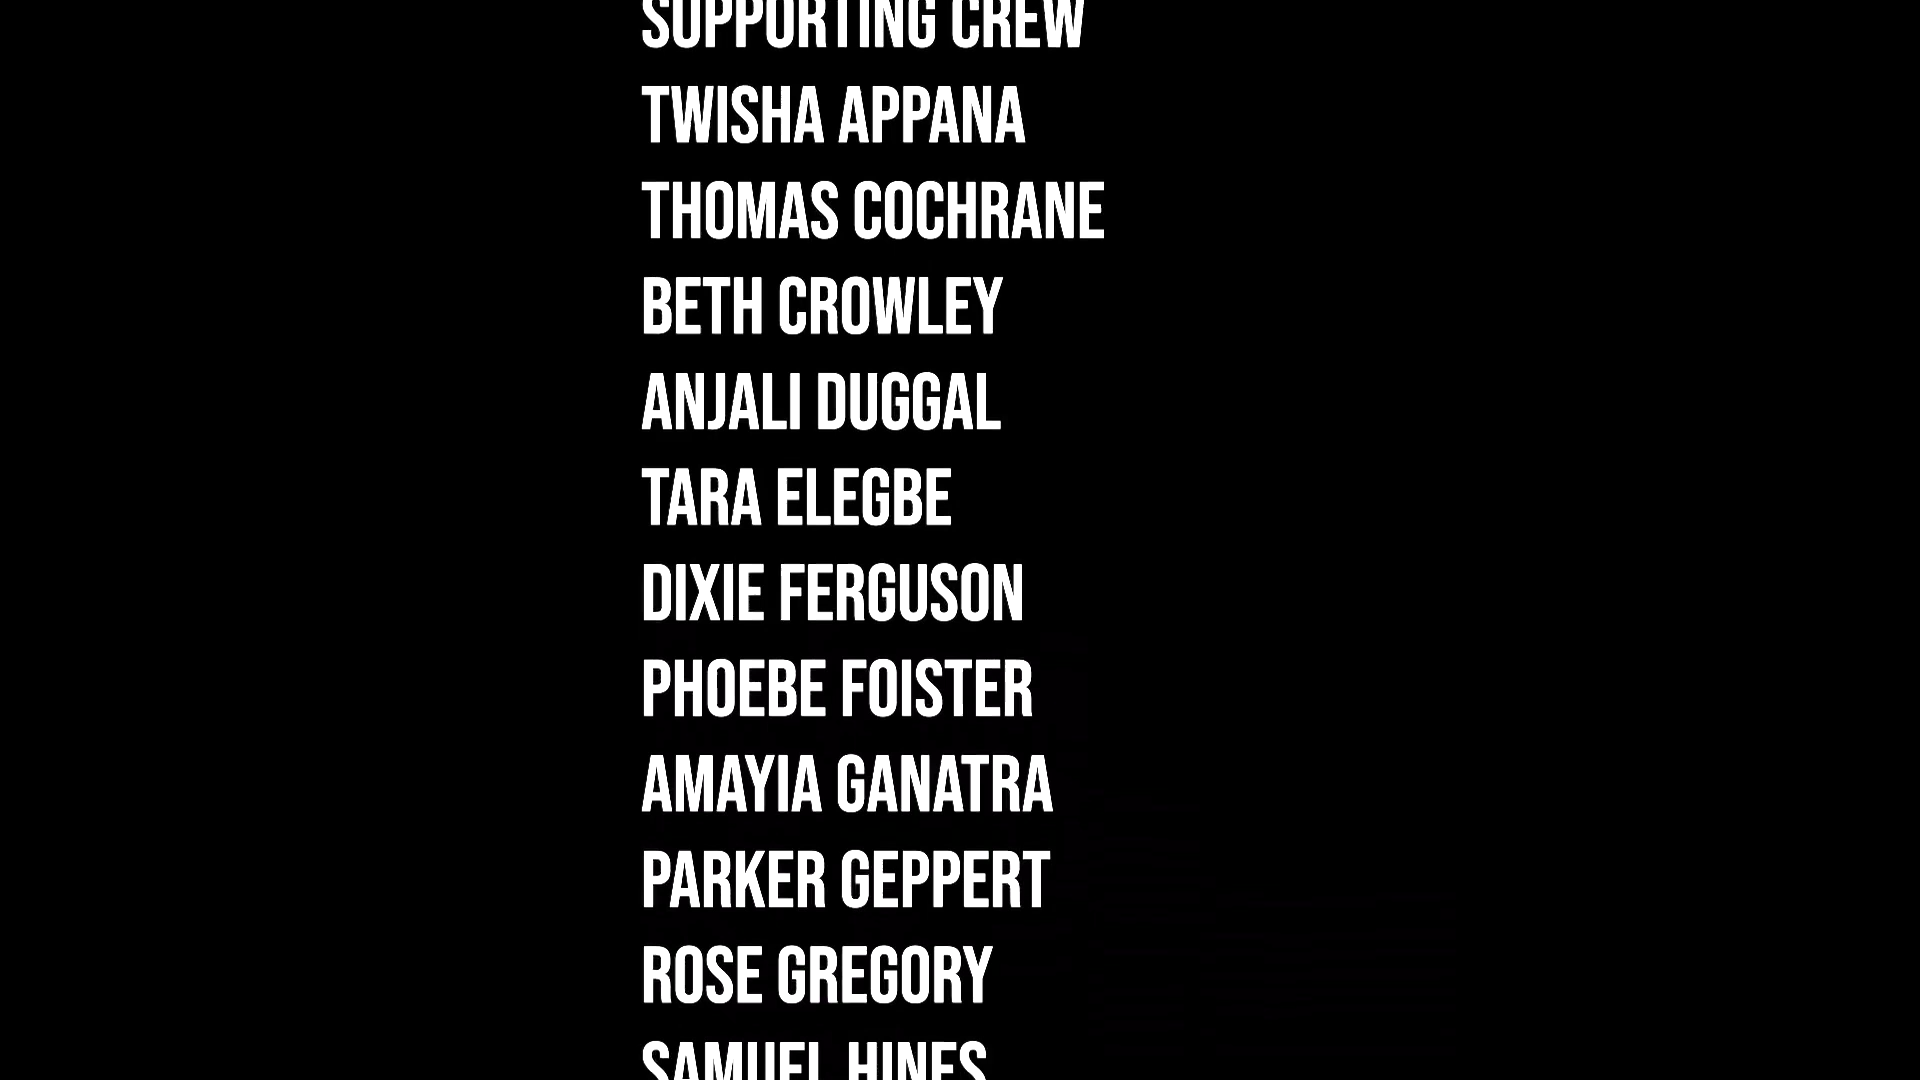 SUPPORTING CREW
TWISHA APPANA
THOMAS COCHRANE
BETH CROWLEY
ANJALI DUGGAL
TARA ELEGBE
DIXIE FERGUSON
PHOEBE FOISTER
AMAYIA GANATRA
PARKER GEPPERT
ROSE GREGORY
SAMUEL HINES